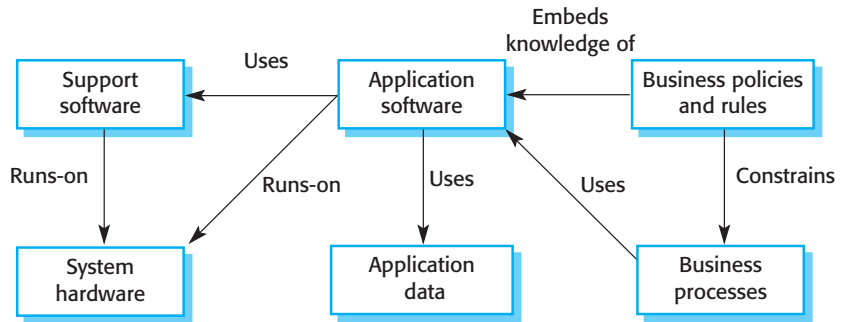 Embeds
knowledge of
Uses
Support
software
Application
software
Business policies
and rules
Runs-on
Runs-on
Uses
Uses
Constrains
System
hardware
Application
data
Business
processes